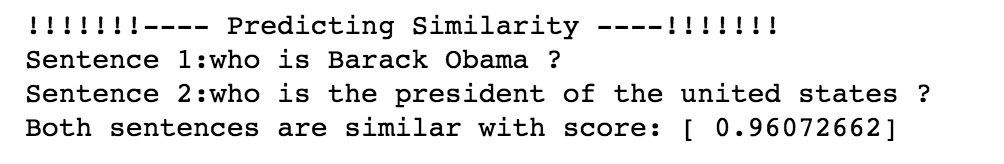 !!!!!!!---- Predicting Similarity ----!!!!!!!
Sentence 1:who is Barack Obama ?
Sentence 2:who is the president of the united states ?
Both sentences are similar with score: [ 0.96072662]